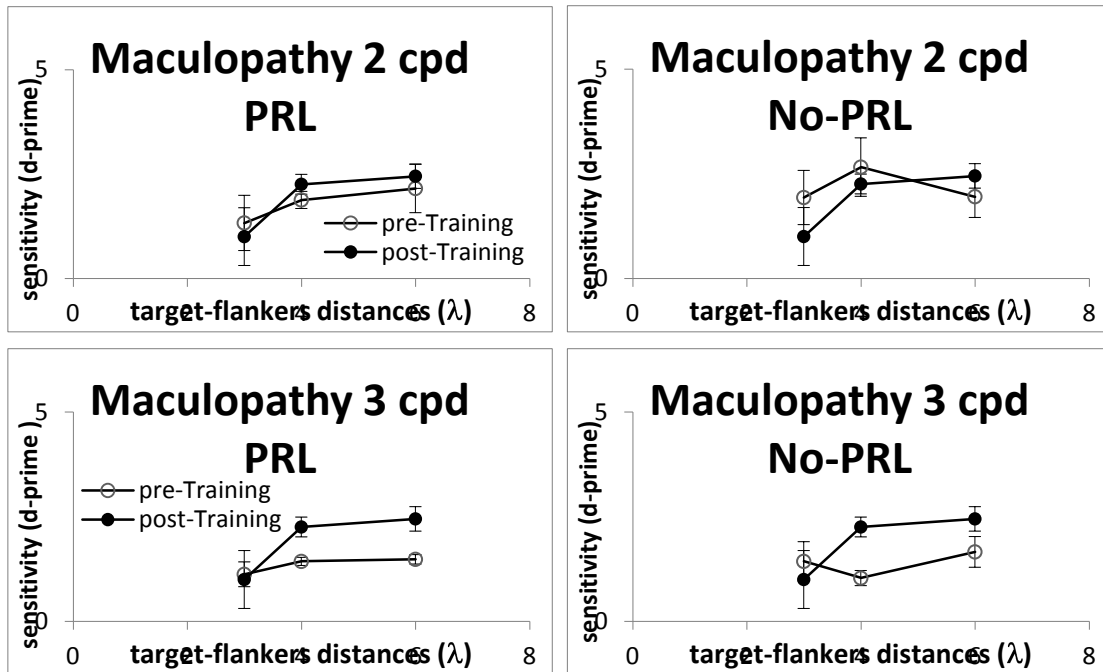 Maculopathy 2 cpd
PRL
sensitivity (d-prime)
5
0
pre-Training
post-Training
0 2 4 6 8
target-flankers distances (λ)
Maculopathy 2 cpd
No-PRL
sensitivity (d-prime)
5
0
0 2 4 6 8
target-flankers distances (λ)
Maculopathy 3 cpd
PRL
sensitivity (d-prime )
5
0
pre-Training
post-Training
0 2 4 6 8
target-flankers distances (λ)
Maculopathy 3 cpd
No-PRL
sensitivity (d-prime)
5
0
0 2 4 6 8
target-flankers distances (λ)